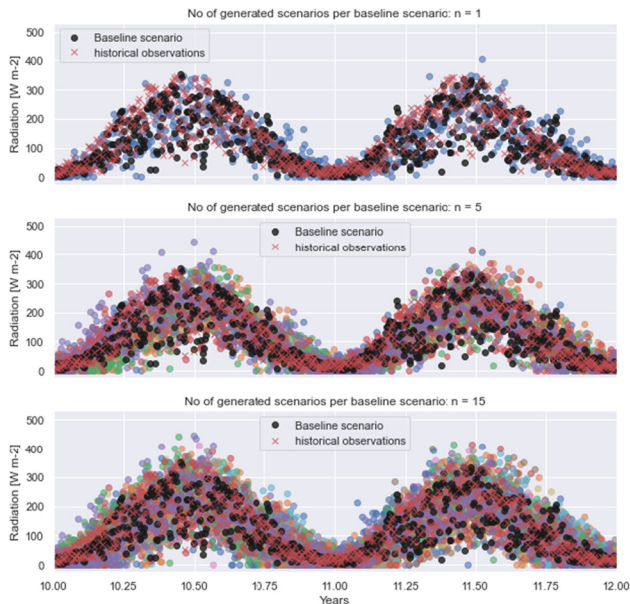 No of generated scenarios per baseline scenario: n = 1
500
400
300
200
100
0
Radiation [W m-2]
Baseline scenario
historical observations
No of generated scenarios per baseline scenario: n = 5
500
400
300
200
100
0
Radiation [W m-2]
Baseline scenario
historical observations
No of generated scenarios per baseline scenario: n = 15
500
400
300
200
100
0
Radiation [W m-2]
Baseline scenario
historical observations
10.00 10.25 10.50 10.75 11.00 11.25 11.50 11.75 12.00
Years